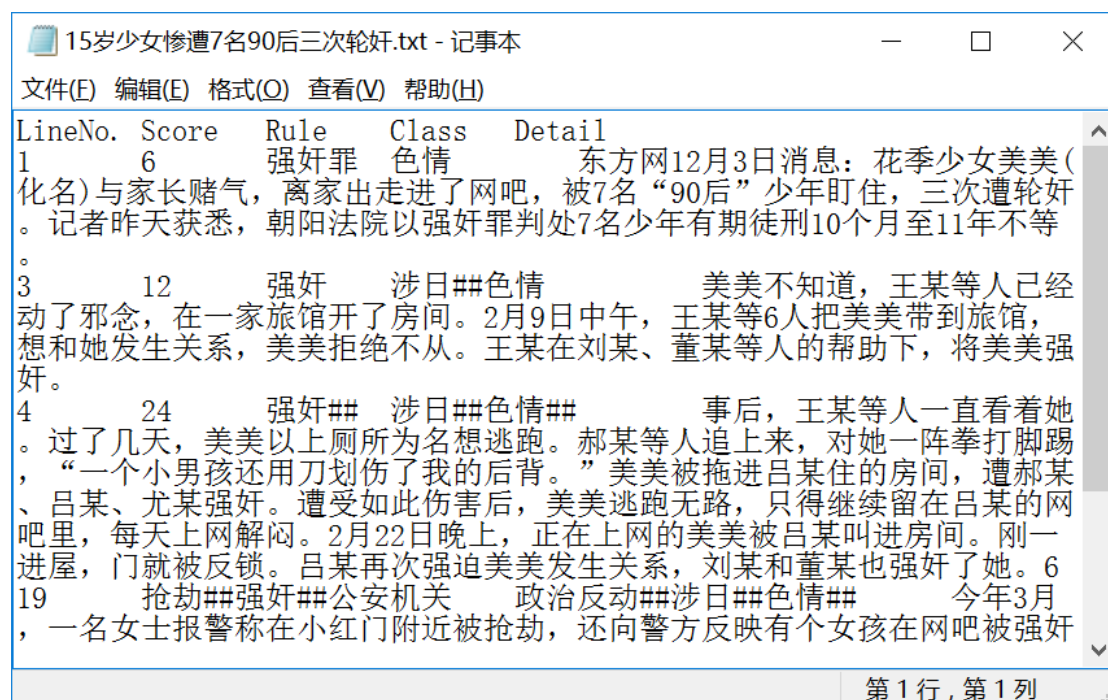 15岁少女惨遭7名90后三次轮奸.txt - 记事本
文件(F) 编辑(E) 格式(O) 查看(V) 帮助(H)
LineNo. Score Rule Class Detail
1 6 强奸罪 色情 东方网12月3日消息：花季少女美美(
化名)与家长赌气，离家出走进了网吧，被7名“90后”少年盯住，三次遭轮奸
。记者昨天获悉，朝阳法院以强奸罪判处7名少年有期徒刑10个月至11年不等
。
3 12 强奸 涉日##色情 美美不知道，王某等人已经
动了邪念，在一家旅馆开了房间。2月9日中午，王某等6人把美美带到旅馆，
想和她发生关系，美美拒绝不从。王某在刘某、董某等人的帮助下，将美美强
奸。
4 24 强奸## 涉日##色情## 事后，王某等人一直看着她
。过了几天，美美以上厕所为名想逃跑。郝某等人追上来，对她一阵拳打脚踢
，“一个小男孩还用刀划伤了我的后背。”美美被拖进吕某住的房间，遭郝某
、吕某、尤某强奸。遭受如此伤害后，美美逃跑无路，只得继续留在吕某的网
吧里，每天上网解闷。2月22日晚上，正在上网的美美被吕某叫进房间。刚一
进屋，门就被反锁。吕某再次强迫美美发生关系，刘某和董某也强奸了她。6
19 抢劫##强奸##公安机关 政治反动##涉日##色情## 今年3月
，一名女士报警称在小红门附近被抢劫，还向警方反映有个女孩在网吧被强奸
第 1 行，第 1 列